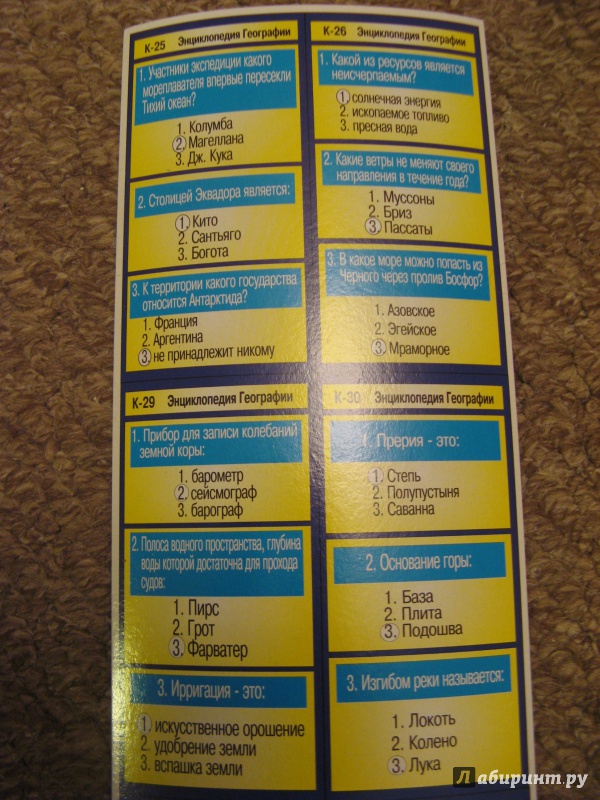 К-25 Энциклопедия Географии
1. Участники экспедиции какого
мореплавателя впервые пересекли
Тихий океан?
1. Колумба
2. Магеллана
3. Дж. Кука
2. Столицей Эквадора является:
1. Кито
2. Сантьяго
3. Богота
3. К территории какого государства
относится Антарктида?
1. Франция
2. Аргентина
3. не принадлежит никому
К-26 Энциклопедия Географии
1. Какой из ресурсов является
неисчерпаемым?
1. солнечная энергия
2. ископаемое топливо
3. пресная вода
2. Какие ветры не меняют своего
направления в течение года?
1. Муссоны
2. Бриз
3. Пассаты
3. В какое море можно попасть из
Черного через пролив Босфор?
1. Азовское
2. Эгейское
3. Мраморное
К-29 Энциклопедия Географии
1. Прибор для записи колебаний
земной коры:
1. барометр
2. сейсмограф
3. барограф
2. Полоса водного пространства, глубина
воды которой достаточна для прохода
судов:
1. Пирс
2. Грот
3. Фарватер
3. Ирригация - это:
1. искусственное орошение
2. удобрение земли
3. вспашка земли
К-30 Энциклопедия Географии
1. Прерия - это:
1. Степь
2. Полупустыня
3. Саванна
2. Основание горы:
1. База
2. Плита
3. Подошва
3. Изгибом реки называется:
1. Локоть
2. Колено
3. Лука
Лабиринт.ру